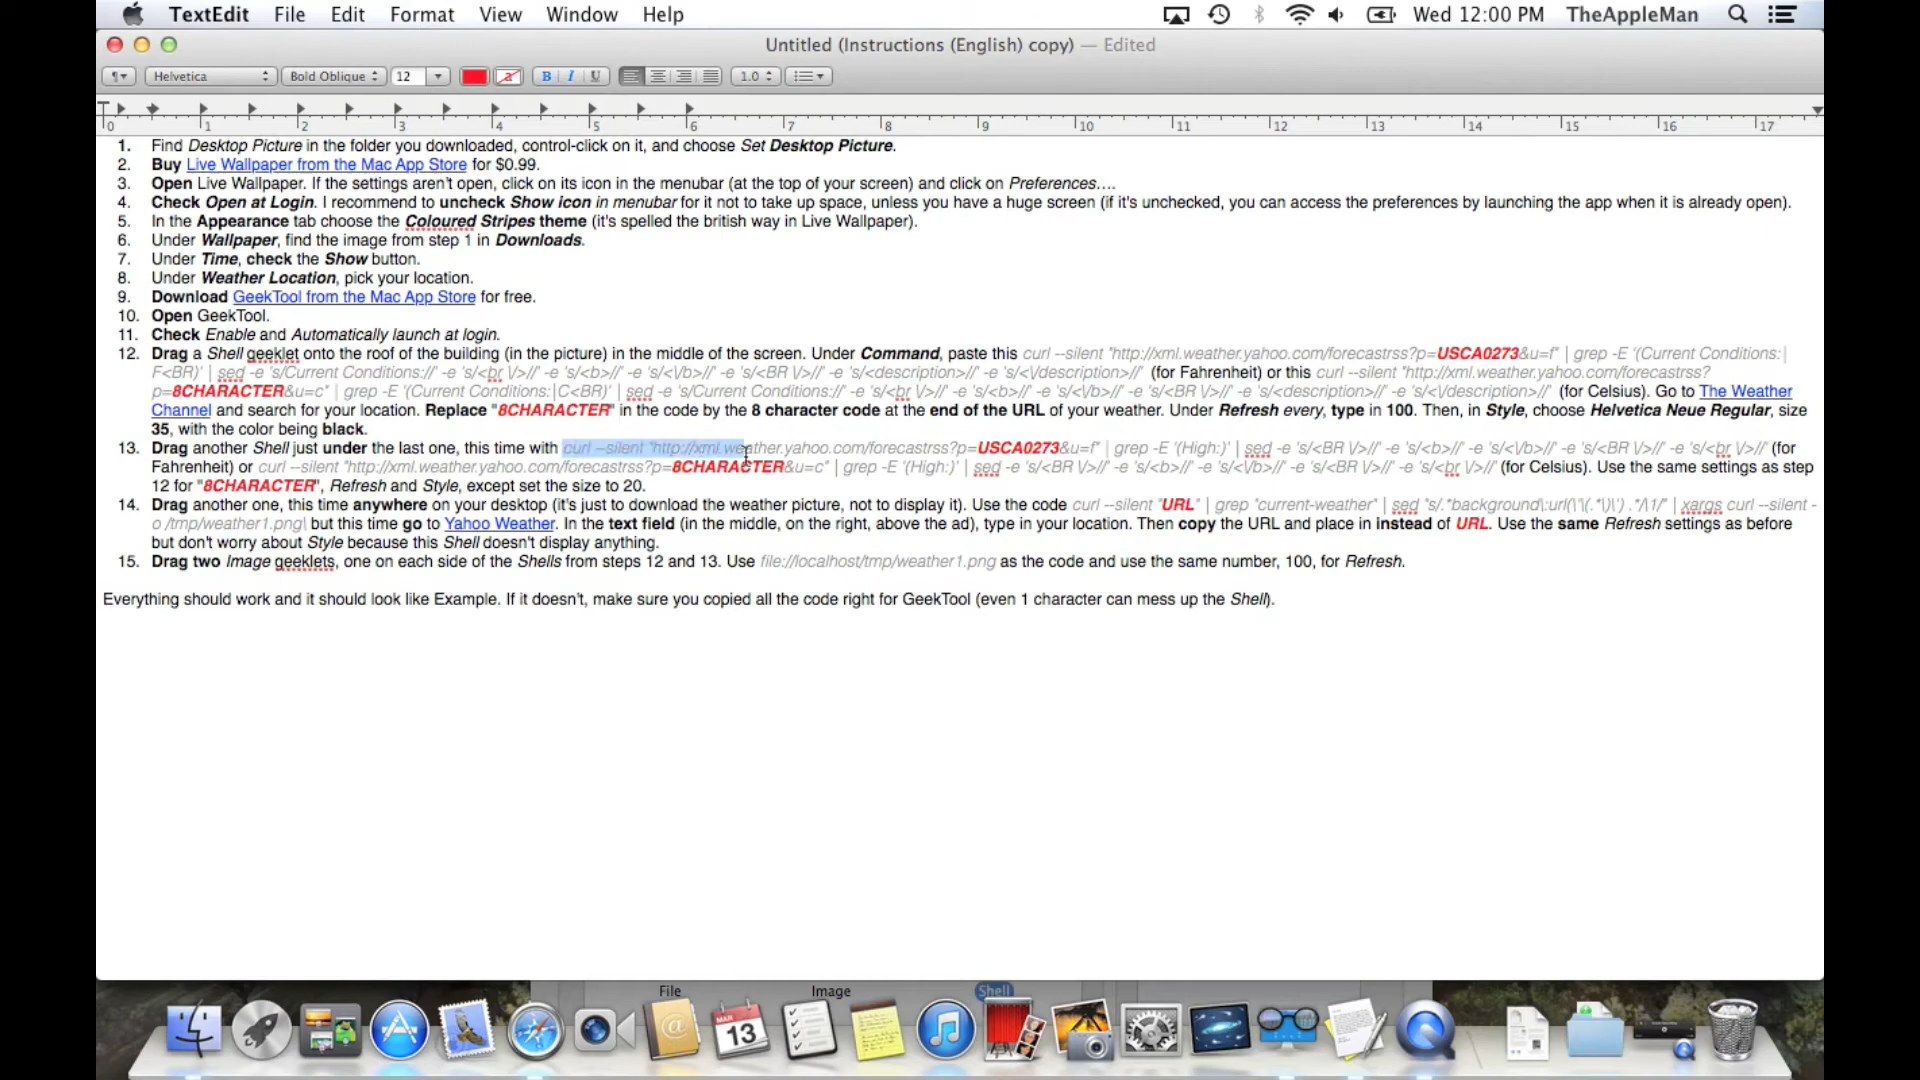 TextEdit File Edit Format View Window Help Wed 12:00 PM TheAppleMan
Untitled (Instructions (English) copy) — Edited
Helvetica Bold Oblique 12 a B I U 1.0
0 1 2 3 4 5 6 7 8 9 10 11 12 13 14 15 16 17
1. Find Desktop Picture in the folder you downloaded, control-click on it, and choose Set Desktop Picture.
2. Buy Live Wallpaper from the Mac App Store for $0.99.
3. Open Live Wallpaper. If the settings aren't open, click on its icon in the menubar (at the top of your screen) and click on Preferences….
4. Check Open at Login. I recommend to uncheck Show icon in menubar for it not to take up space, unless you have a huge screen (if it's unchecked, you can access the preferences by launching the app when it is already open).
5. In the Appearance tab choose the Coloured Stripes theme (it's spelled the british way in Live Wallpaper).
6. Under Wallpaper, find the image from step 1 in Downloads.
7. Under Time, check the Show button.
8. Under Weather Location, pick your location.
9. Download GeekTool from the Mac App Store for free.
10. Open GeekTool.
11. Check Enable and Automatically launch at login.
12. Drag a Shell geeklet onto the roof of the building (in the picture) in the middle of the screen. Under Command, paste this curl --silent "http://xml.weather.yahoo.com/forecastrss?p=USCA0273&u=f" | grep -E '(Current Conditions:|
F<BR)' | sed -e 's/Current Conditions://' -e 's/<br \/>//' -e 's/<b>//' -e 's/<\/b>//' -e 's/<BR \/>//' -e 's/<description>//' -e 's/<\/description>//' (for Fahrenheit) or this curl --silent "http://xml.weather.yahoo.com/forecastrss?
p=8CHARACTER&u=c" | grep -E '(Current Conditions:|C<BR)' | sed -e 's/Current Conditions://' -e 's/<br \/>//' -e 's/<b>//' -e 's/<\/b>//' -e 's/<BR \/>//' -e 's/<description>//' -e 's/<\/description>//' (for Celsius). Go to The Weather
Channel and search for your location. Replace "8CHARACTER" in the code by the 8 character code at the end of the URL of your weather. Under Refresh every, type in 100. Then, in Style, choose Helvetica Neue Regular, size
35, with the color being black.
13. Drag another Shell just under the last one, this time with curl --silent "http://xml.weather.yahoo.com/forecastrss?p=USCA0273&u=f" | grep -E '(High:)' | sed -e 's/<BR \/>//' -e 's/<b>//' -e 's/<\/b>//' -e 's/<BR \/>//' -e 's/<br \/>//' (for
Fahrenheit) or curl --silent "http://xml.weather.yahoo.com/forecastrss?p=8CHARACTER&u=c" | grep -E '(High:)' | sed -e 's/<BR \/>//' -e 's/<b>//' -e 's/<\/b>//' -e 's/<BR \/>//' -e 's/<br \/>//' (for Celsius). Use the same settings as step
12 for "8CHARACTER", Refresh and Style, except set the size to 20.
14. Drag another one, this time anywhere on your desktop (it's just to download the weather picture, not to display it). Use the code curl --silent "URL" | grep "current-weather" | sed "s/.*background\:url(\'\(.*\)\') .*/\1/" | xargs curl --silent -
o /tmp/weather1.png\ but this time go to Yahoo Weather. In the text field (in the middle, on the right, above the ad), type in your location. Then copy the URL and place in instead of URL. Use the same Refresh settings as before
but don't worry about Style because this Shell doesn't display anything.
15. Drag two Image geeklets, one on each side of the Shells from steps 12 and 13. Use file://localhost/tmp/weather1.png as the code and use the same number, 100, for Refresh.
Everything should work and it should look like Example. If it doesn't, make sure you copied all the code right for GeekTool (even 1 character can mess up the Shell).
File Image Shell
MAR
13